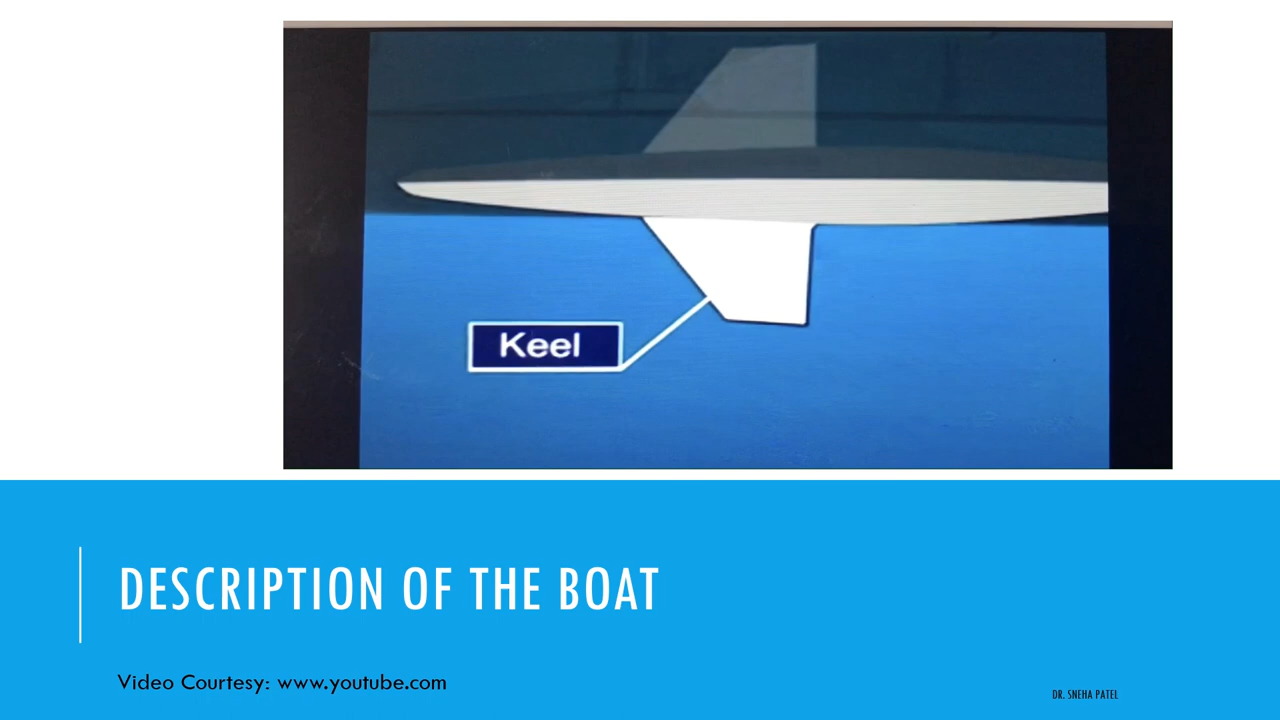 Keel
DESCRIPTION OF THE BOAT
Video Courtesy: www.youtube.com
DR. SNEHA PATEL